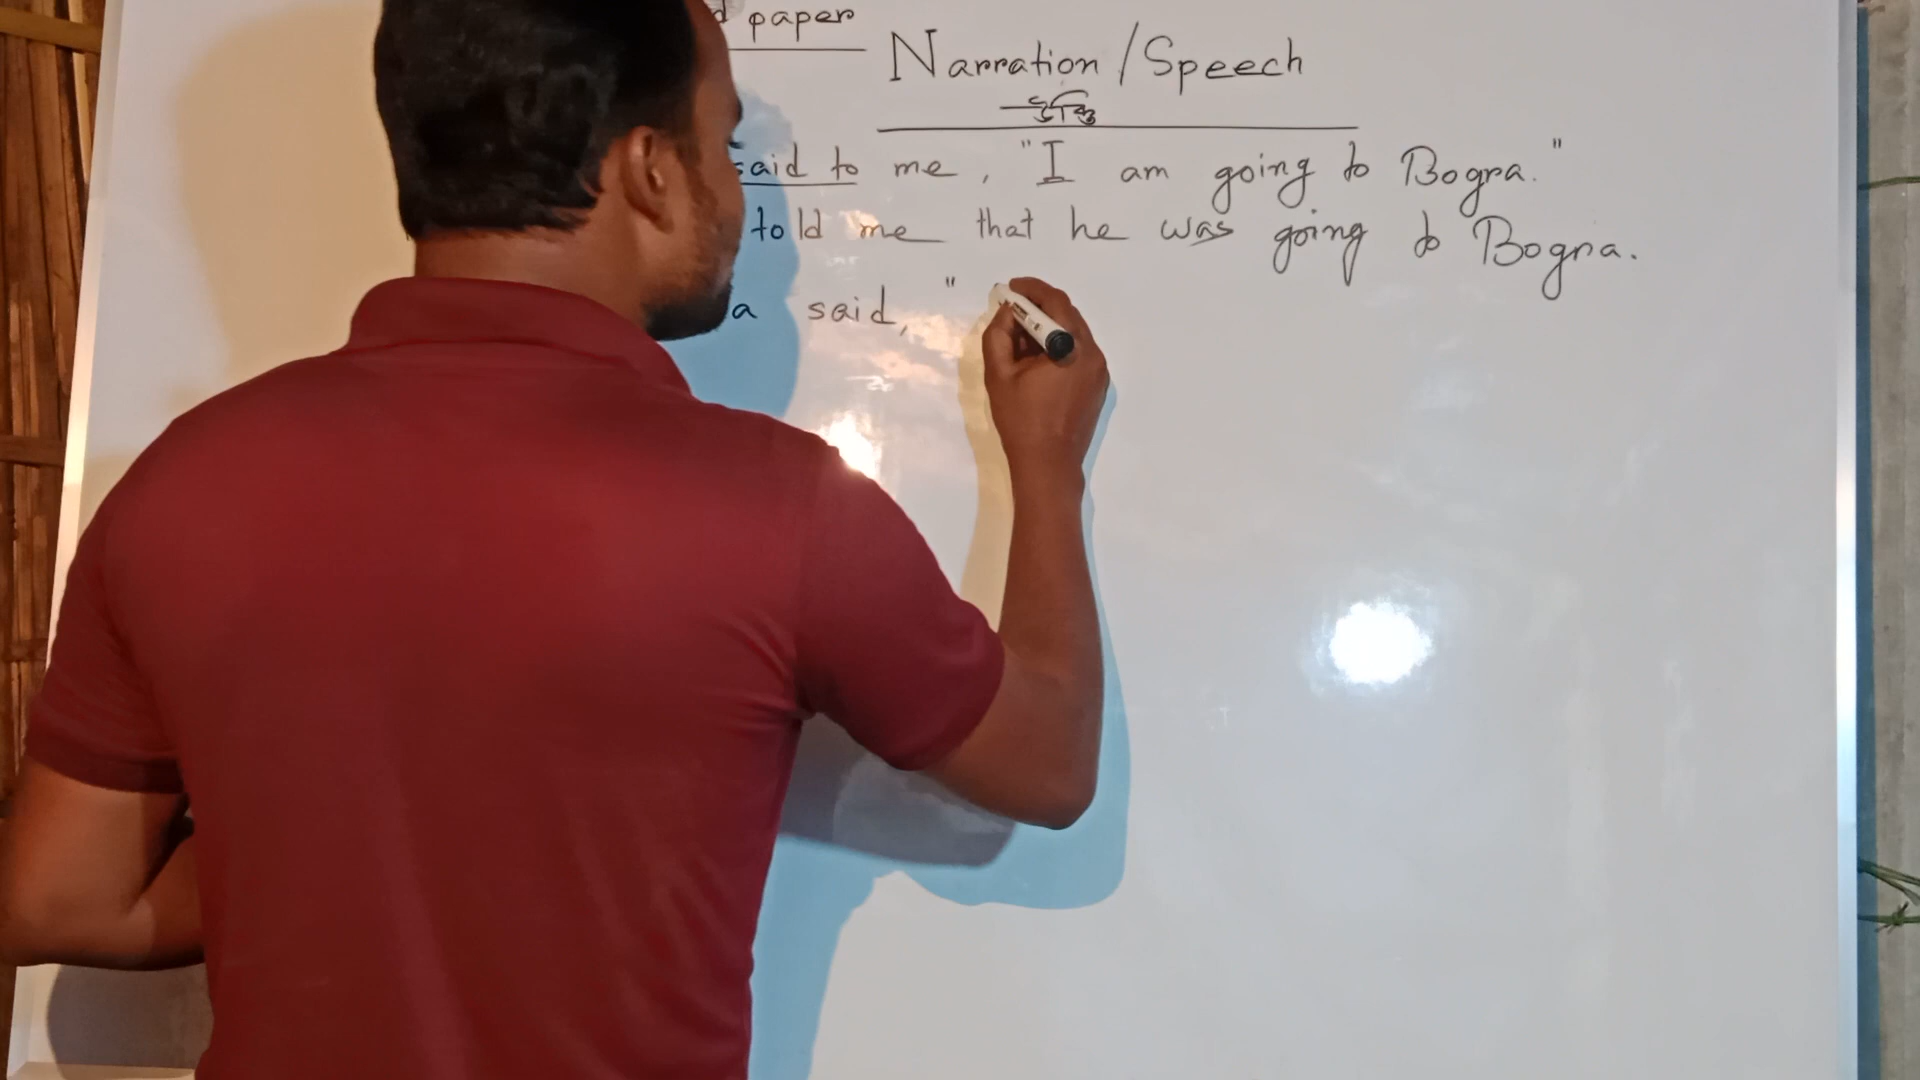 paper
Narration / Speech
উক্তি
said to me, "I am going to Bogra."
told me that he was going to Bogra.
a said, "